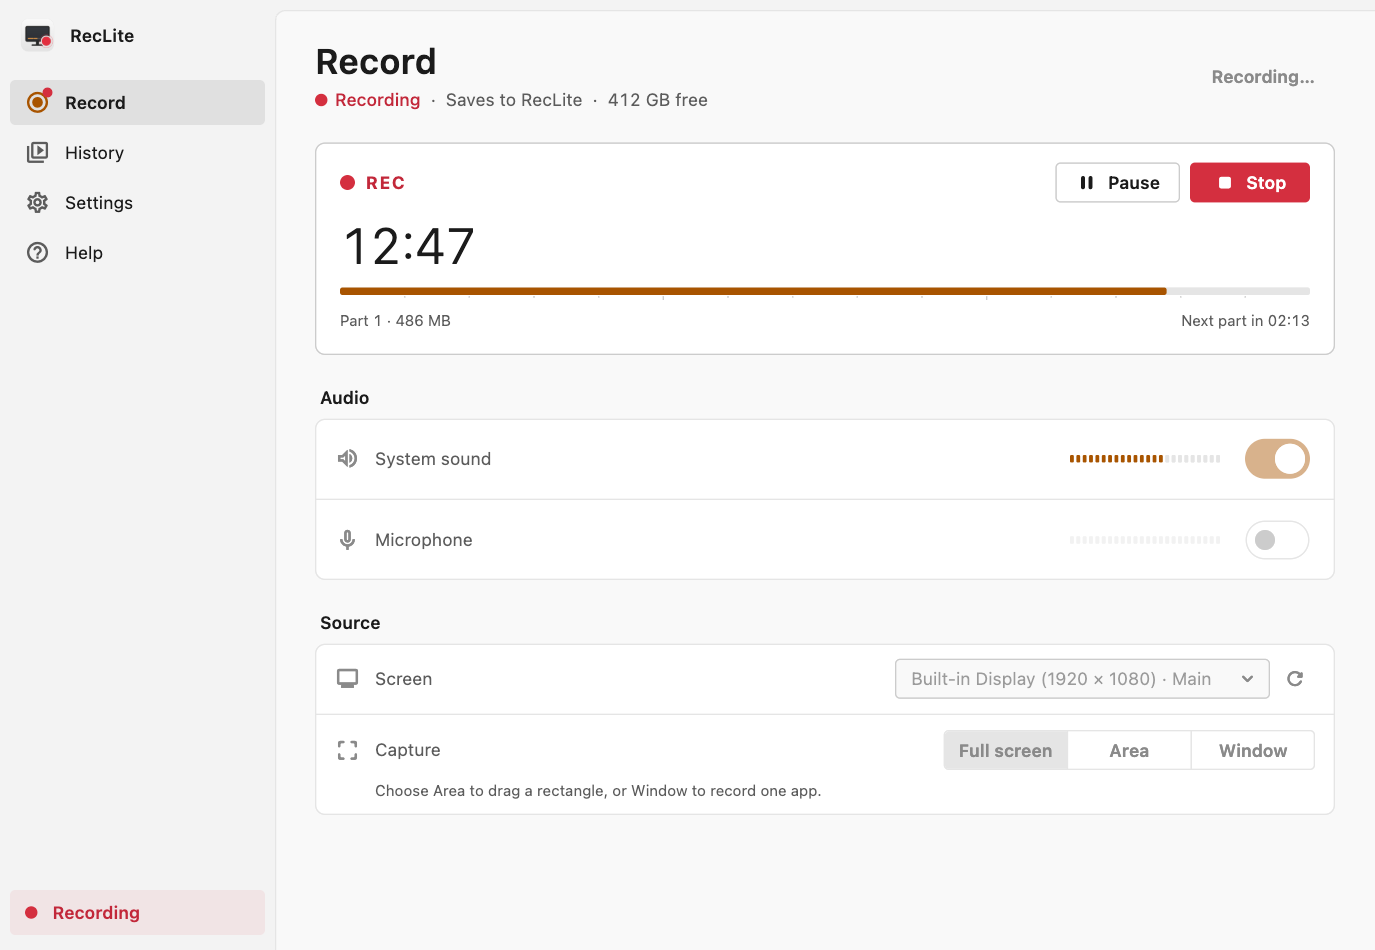 RecLite
Record
History
Settings
Help
Recording
Record
Recording · Saves to RecLite · 412 GB free
Recording...
REC
Pause
Stop
12:47
Part 1 · 486 MB
Next part in 02:13
Audio
System sound
Microphone
Source
Screen
Built-in Display (1920 × 1080) · Main
Capture
Full screen
Area
Window
Choose Area to drag a rectangle, or Window to record one app.